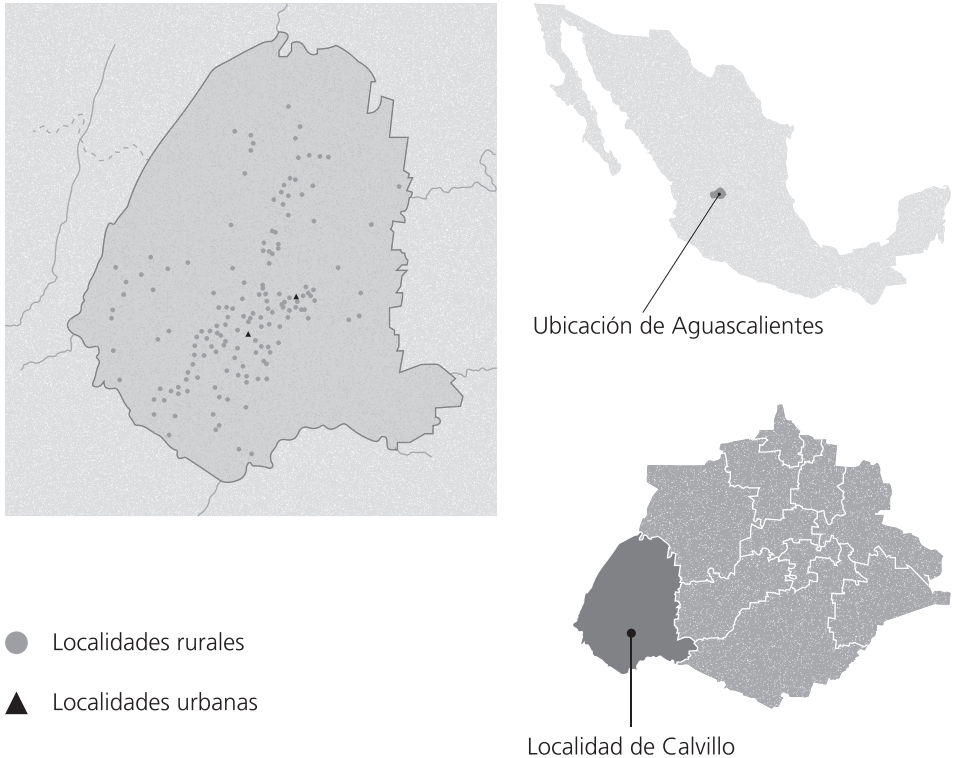 Ubicación de Aguascalientes
Localidades rurales
Localidades urbanas
Localidad de Calvillo